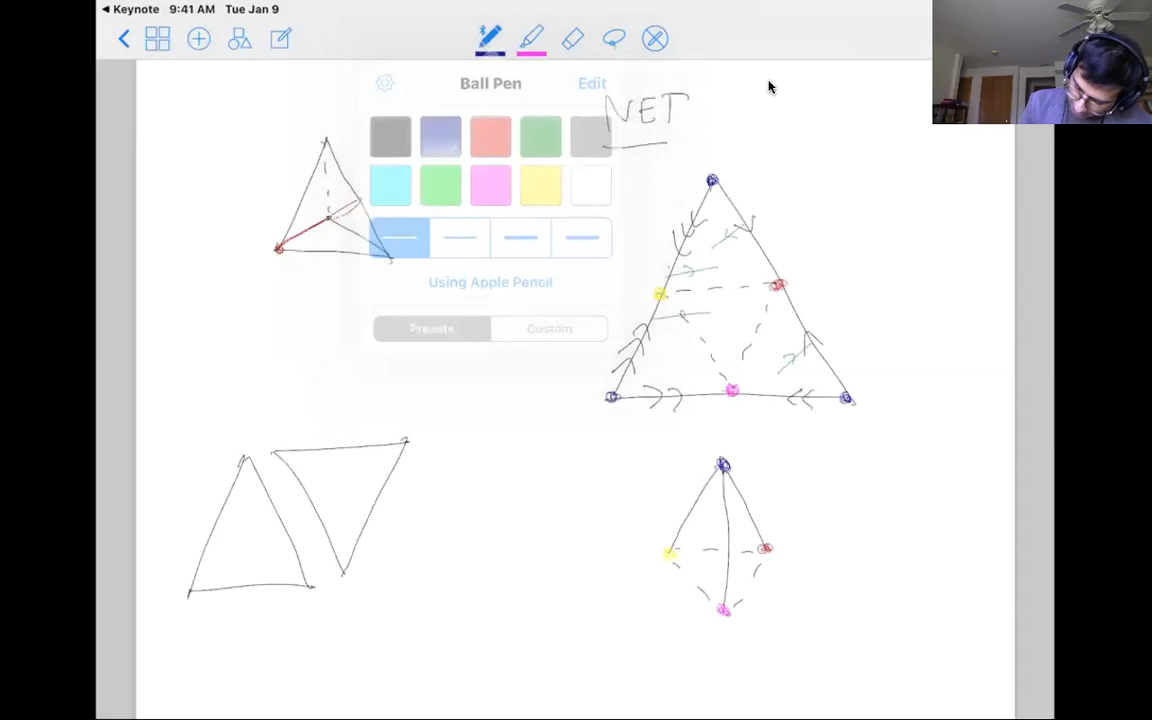 Keynote 9:41 AM Tue Jan 9
Ball Pen Edit
NET
Using Apple Pencil
Presets Custom